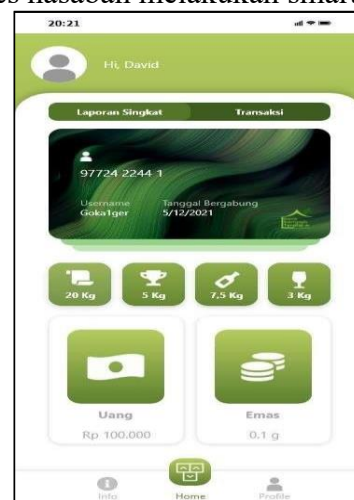 20:21
Hi, David
Laporan Singkat Transaksi
97724 2244 1
Username Tanggal Bergabung
Goka1ger 5/12/2021
20 Kg 5 Kg 7,5 Kg 3 Kg
Uang Emas
Rp 100.000 0.1 g
Info Home Profile